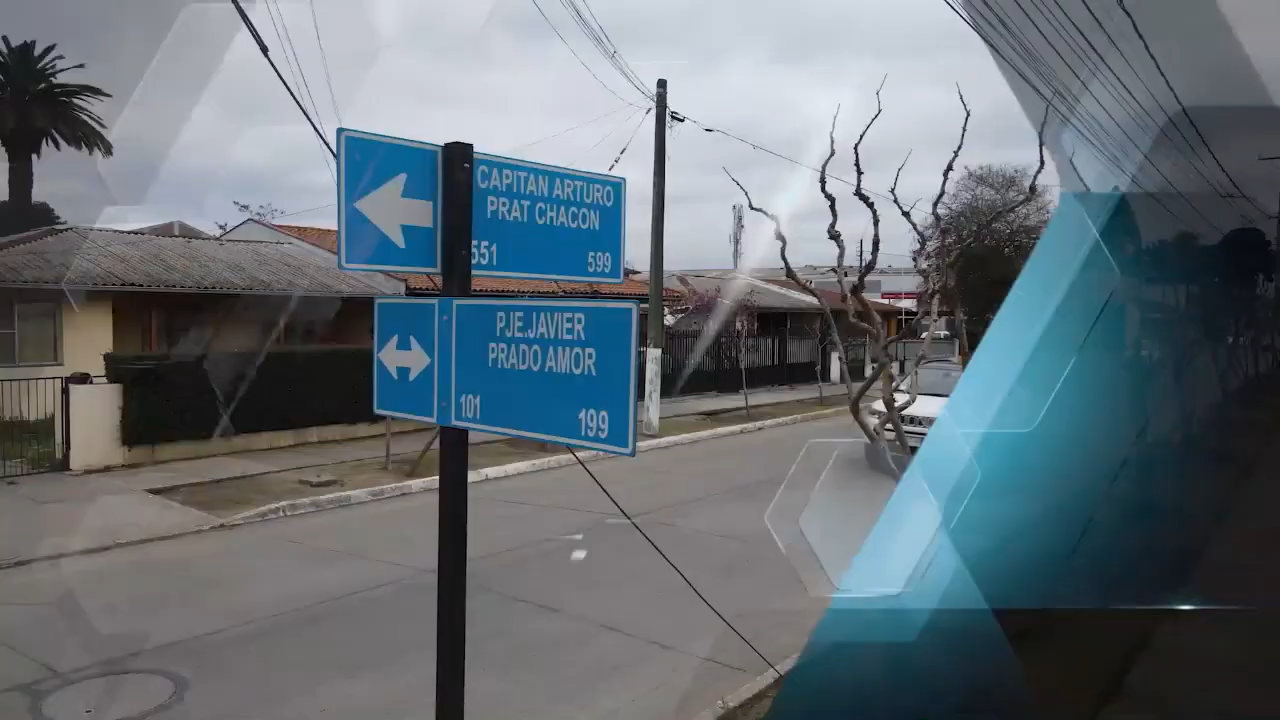 CAPITAN ARTURO
PRAT CHACON
551 599
PJE.JAVIER
PRADO AMOR
101 199